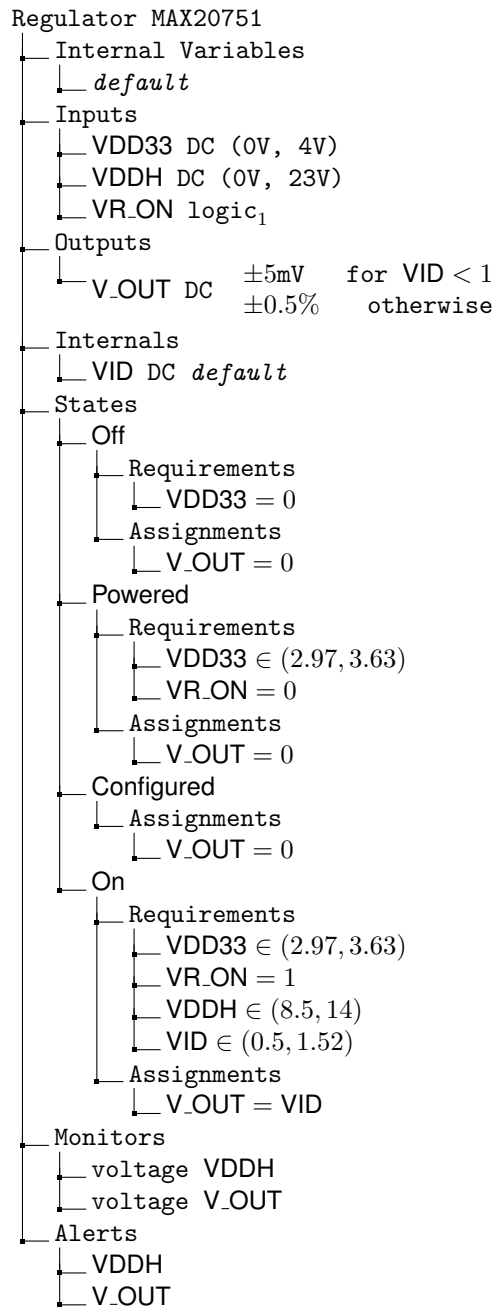 Regulator MAX20751
Internal Variables
default
Inputs
VDD33 DC (0V, 4V)
VDDH DC (0V, 23V)
VR_ON logic₁
Outputs
V_OUT DC ±5mV for VID < 1
±0.5% otherwise
Internals
VID DC default
States
Off
Requirements
VDD33 = 0
Assignments
V_OUT = 0
Powered
Requirements
VDD33 ∈ (2.97, 3.63)
VR_ON = 0
Assignments
V_OUT = 0
Configured
Assignments
V_OUT = 0
On
Requirements
VDD33 ∈ (2.97, 3.63)
VR_ON = 1
VDDH ∈ (8.5, 14)
VID ∈ (0.5, 1.52)
Assignments
V_OUT = VID
Monitors
voltage VDDH
voltage V_OUT
Alerts
VDDH
V_OUT